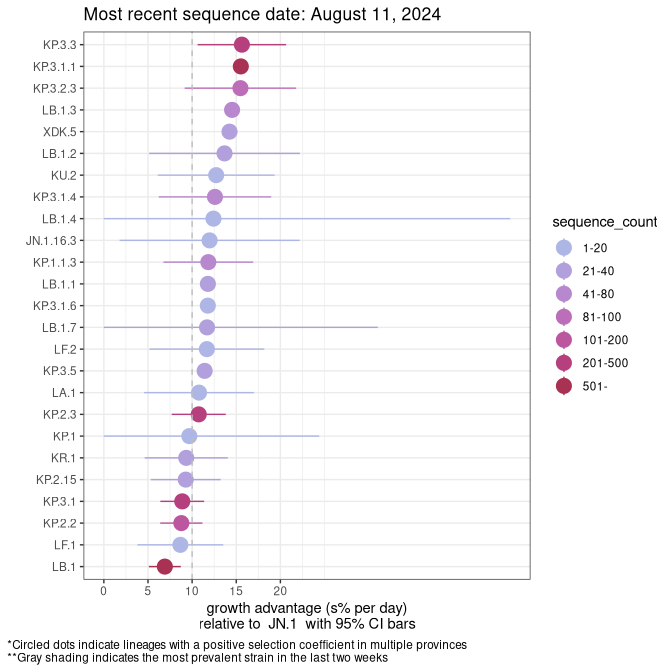 Most recent sequence date: August 11, 2024
KP.3.3
KP.3.1.1
KP.3.2.3
LB.1.3
XDK.5
LB.1.2
KU.2
KP.3.1.4
LB.1.4
JN.1.16.3
KP.1.1.3
LB.1.1
KP.3.1.6
LB.1.7
LF.2
KP.3.5
LA.1
KP.2.3
KP.1
KR.1
KP.2.15
KP.3.1
KP.2.2
LF.1
LB.1
0 5 10 15 20
growth advantage (s% per day)
relative to JN.1 with 95% CI bars
sequence_count
1-20
21-40
41-80
81-100
101-200
201-500
501-
*Circled dots indicate lineages with a positive selection coefficient in multiple provinces
**Gray shading indicates the most prevalent strain in the last two weeks